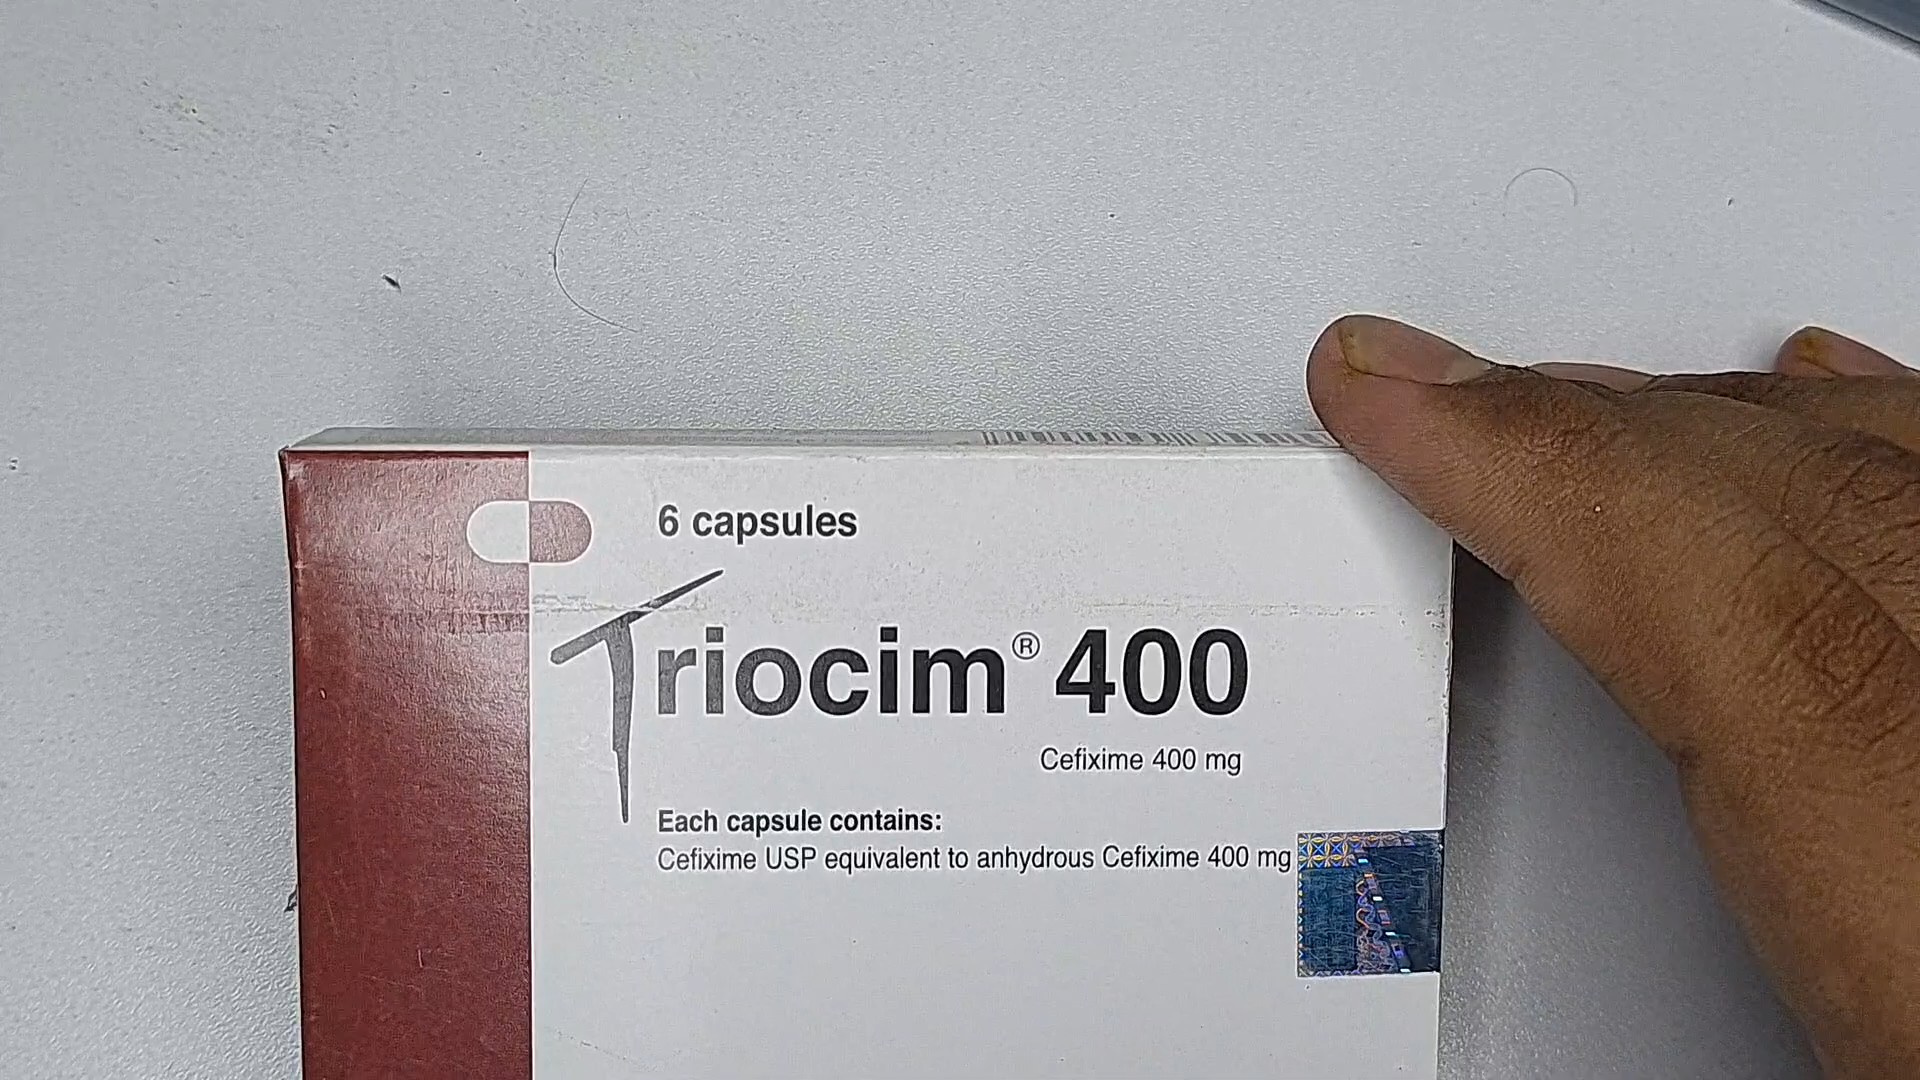 6 capsules
Triocim® 400
Cefixime 400 mg
Each capsule contains:
Cefixime USP equivalent to anhydrous Cefixime 400 mg